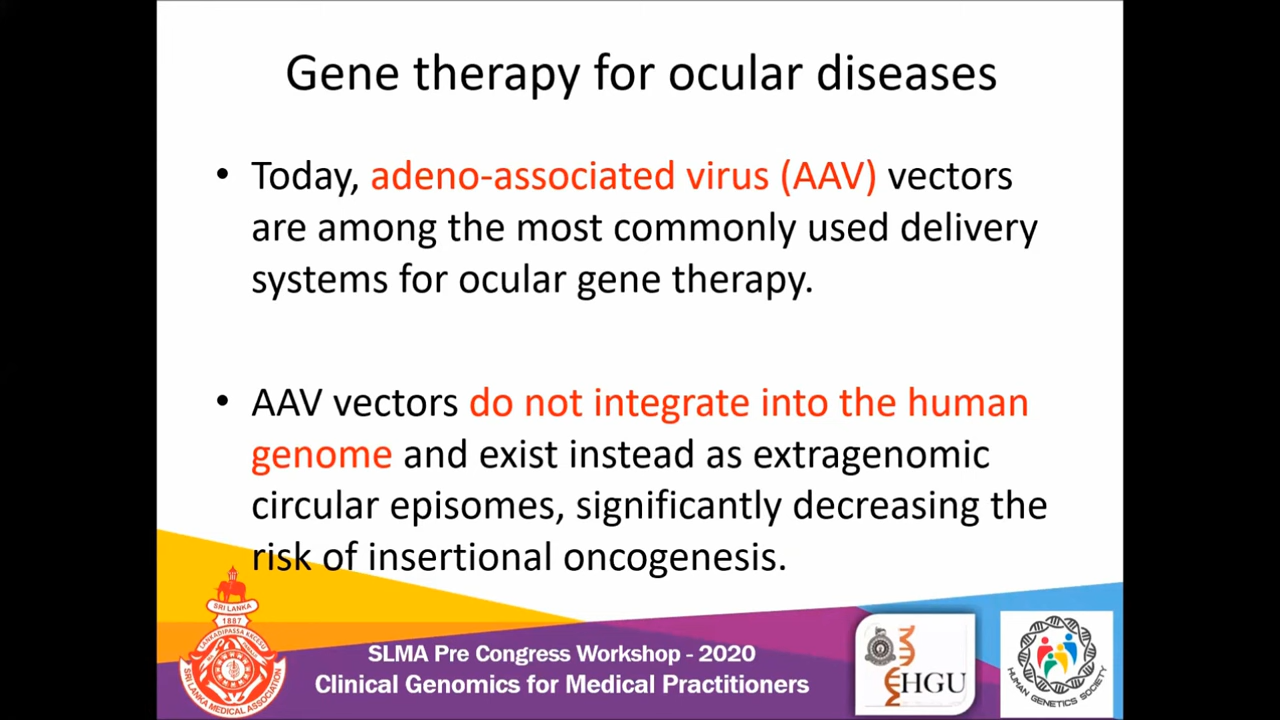 Gene therapy for ocular diseases
• Today, adeno-associated virus (AAV) vectors
are among the most commonly used delivery
systems for ocular gene therapy.
• AAV vectors do not integrate into the human
genome and exist instead as extragenomic
circular episomes, significantly decreasing the
risk of insertional oncogenesis.
SRI LANKA
1887
SRI LANKA MEDICAL ASSOCIATION
SLMA Pre Congress Workshop - 2020
Clinical Genomics for Medical Practitioners
HGU
HUMAN GENETICS SOCIETY